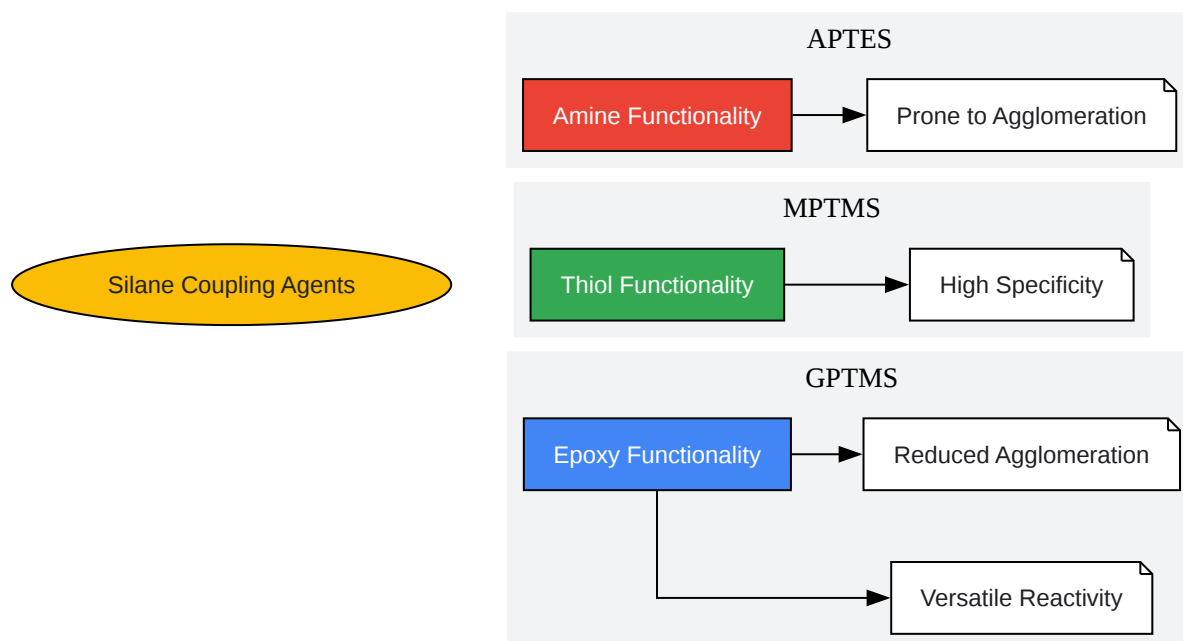 Silane Coupling Agents
APTES
Amine Functionality
Prone to Agglomeration
MPTMS
Thiol Functionality
High Specificity
GPTMS
Epoxy Functionality
Reduced Agglomeration
Versatile Reactivity